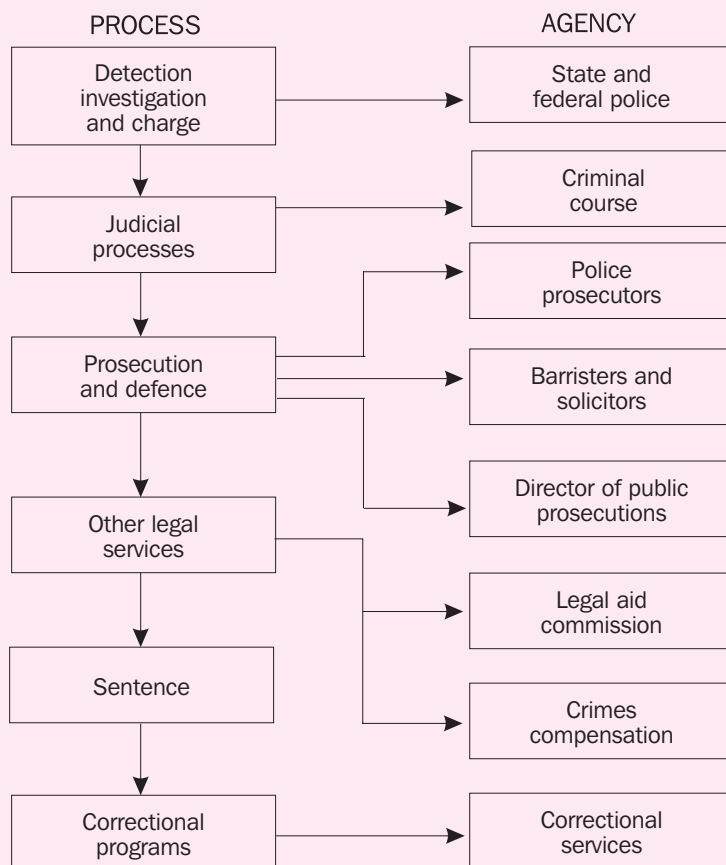 PROCESS
AGENCY
Detection
investigation
and charge
State and
federal police
Judicial
processes
Criminal
course
Prosecution
and defence
Police
prosecutors
Barristers and
solicitors
Director of public
prosecutions
Other legal
services
Legal aid
commission
Crimes
compensation
Sentence
Correctional
programs
Correctional
services